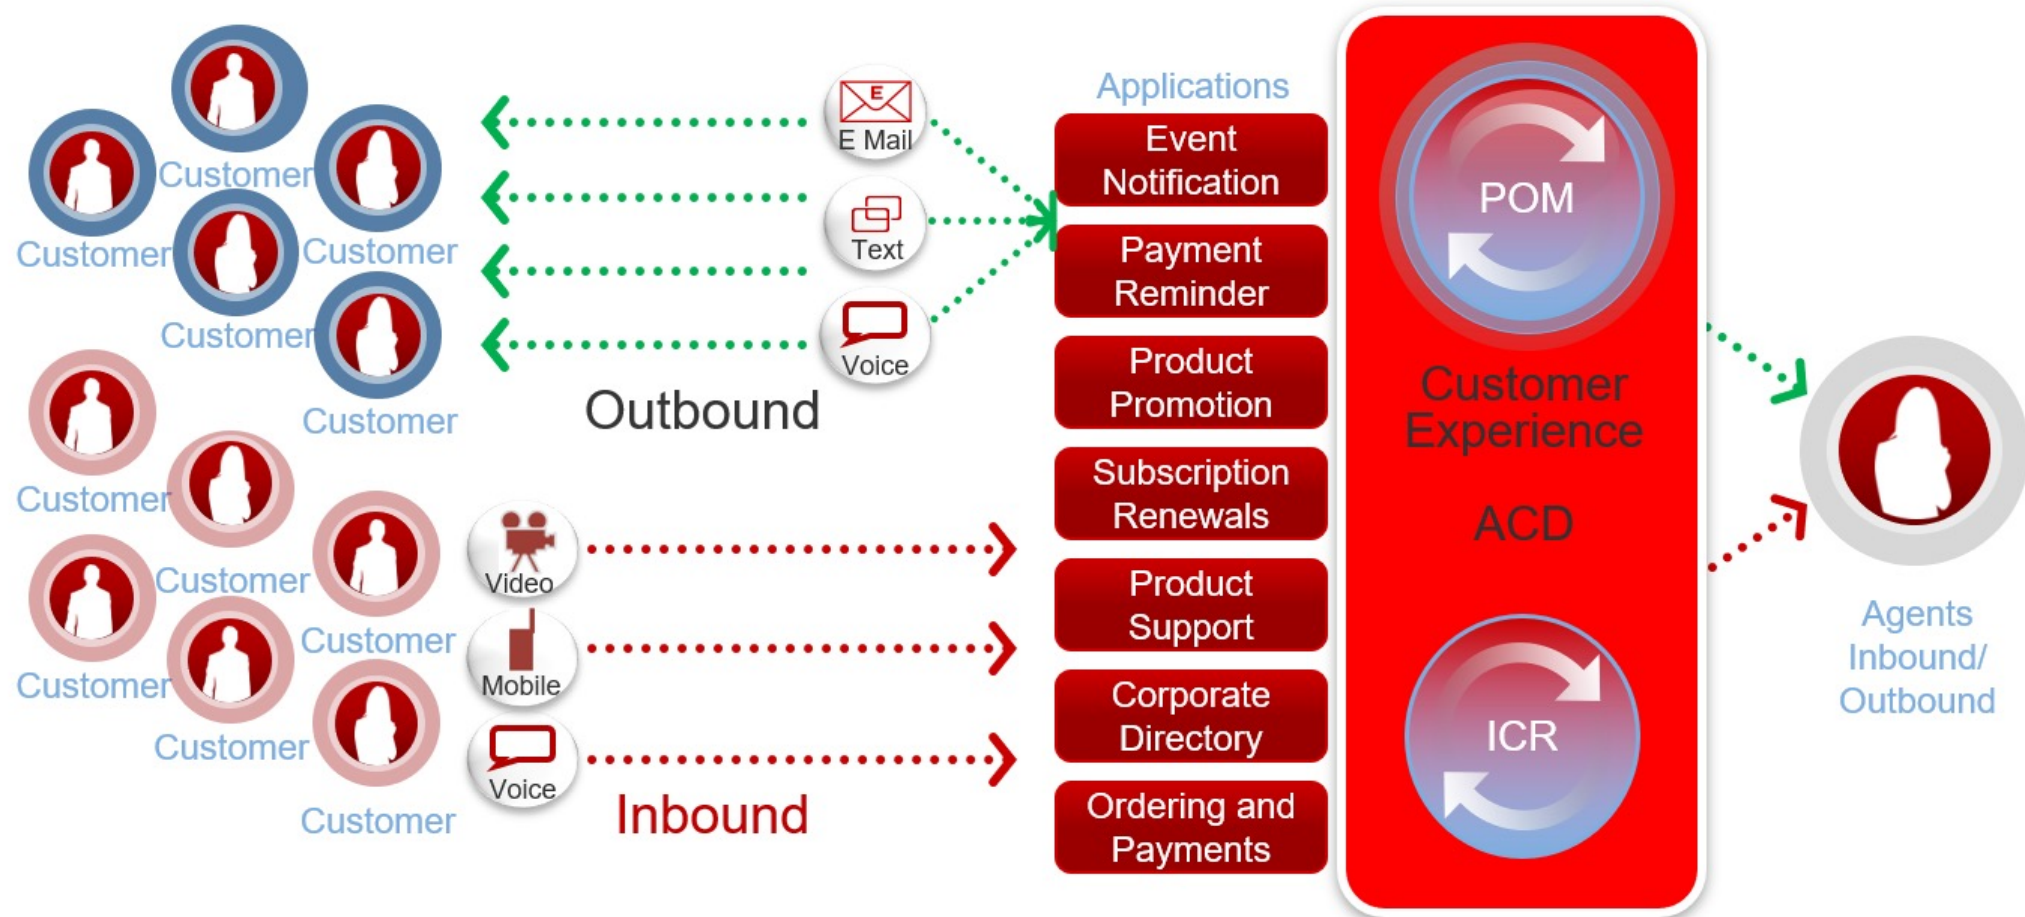 Customer
Customer
Customer
Customer
Customer
E
E Mail
Text
Voice
Outbound
Customer
Customer
Customer
Customer
Customer
Customer
Video
Mobile
Voice
Inbound
Applications
Event
Notification
Payment
Reminder
Product
Promotion
Subscription
Renewals
Product
Support
Corporate
Directory
Ordering and
Payments
POM
Customer
Experience
ACD
ICR
Agents
Inbound/
Outbound